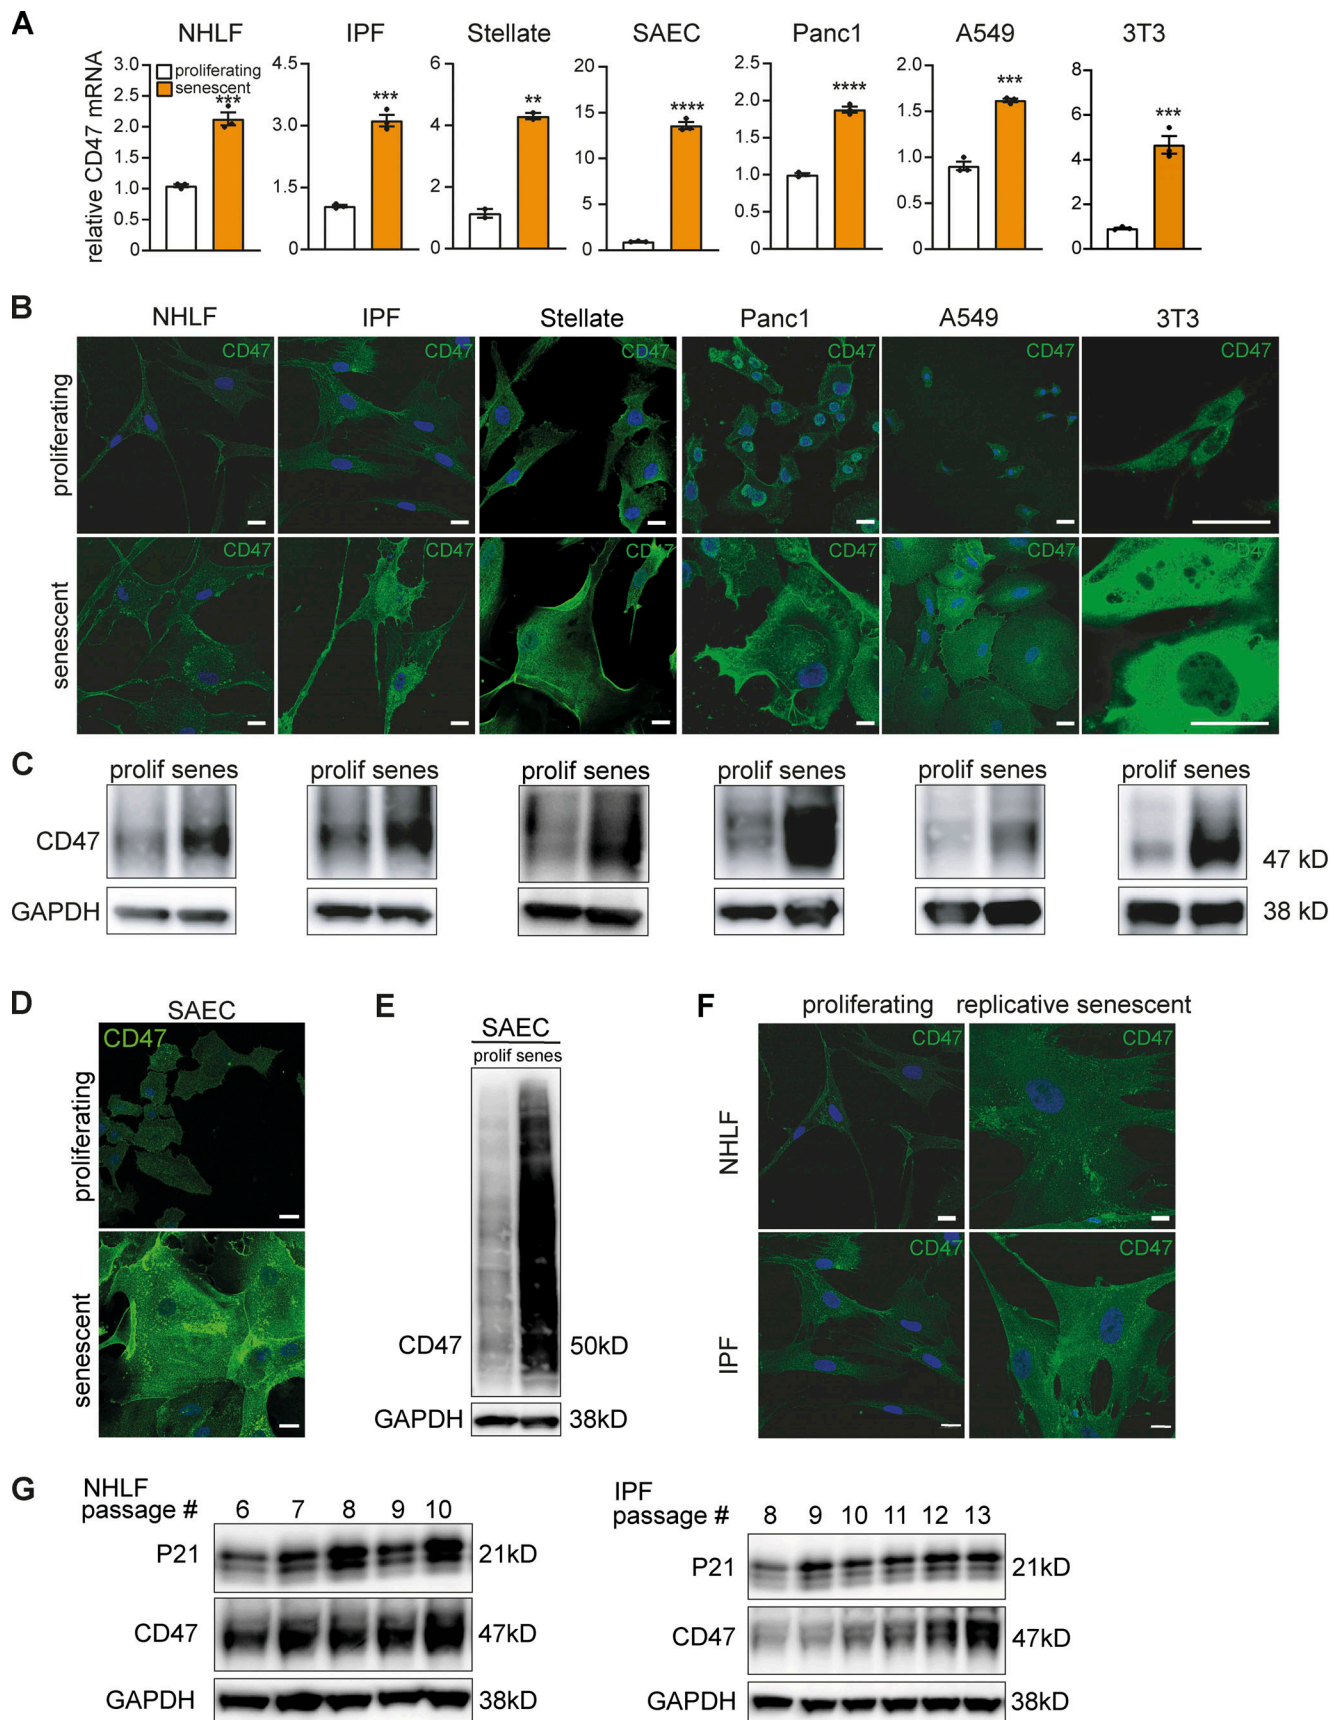 A
NHLF IPF Stellate SAEC Panc1 A549 3T3
relative CD47 mRNA
proliferating
senescent
3.0 2.5 2.0 1.5 1.0 0.5 0
4.5 3.0 1.5 0
6 4 2 0
20 15 10 5 0
2.5 2.0 1.5 1.0 0.5 0
2.0 1.5 1.0 0.5 0
8 6 4 2 0
*** *** ** **** **** *** ***
B
NHLF IPF Stellate Panc1 A549 3T3
proliferating
CD47 CD47 CD47 CD47 CD47 CD47
senescent
CD47 CD47 CD47 CD47 CD47 CD47
C
prolif senes prolif senes prolif senes prolif senes prolif senes prolif senes
CD47 47 kD
GAPDH 38 kD
D
SAEC
CD47
proliferating
senescent
E
SAEC
prolif senes
CD47 50kD
GAPDH 38kD
F
proliferating replicative senescent
NHLF
CD47 CD47
IPF
CD47 CD47
G
NHLF
passage # 6 7 8 9 10
P21 21kD
CD47 47kD
GAPDH 38kD
IPF
passage # 8 9 10 11 12 13
P21 21kD
CD47 47kD
GAPDH 38kD